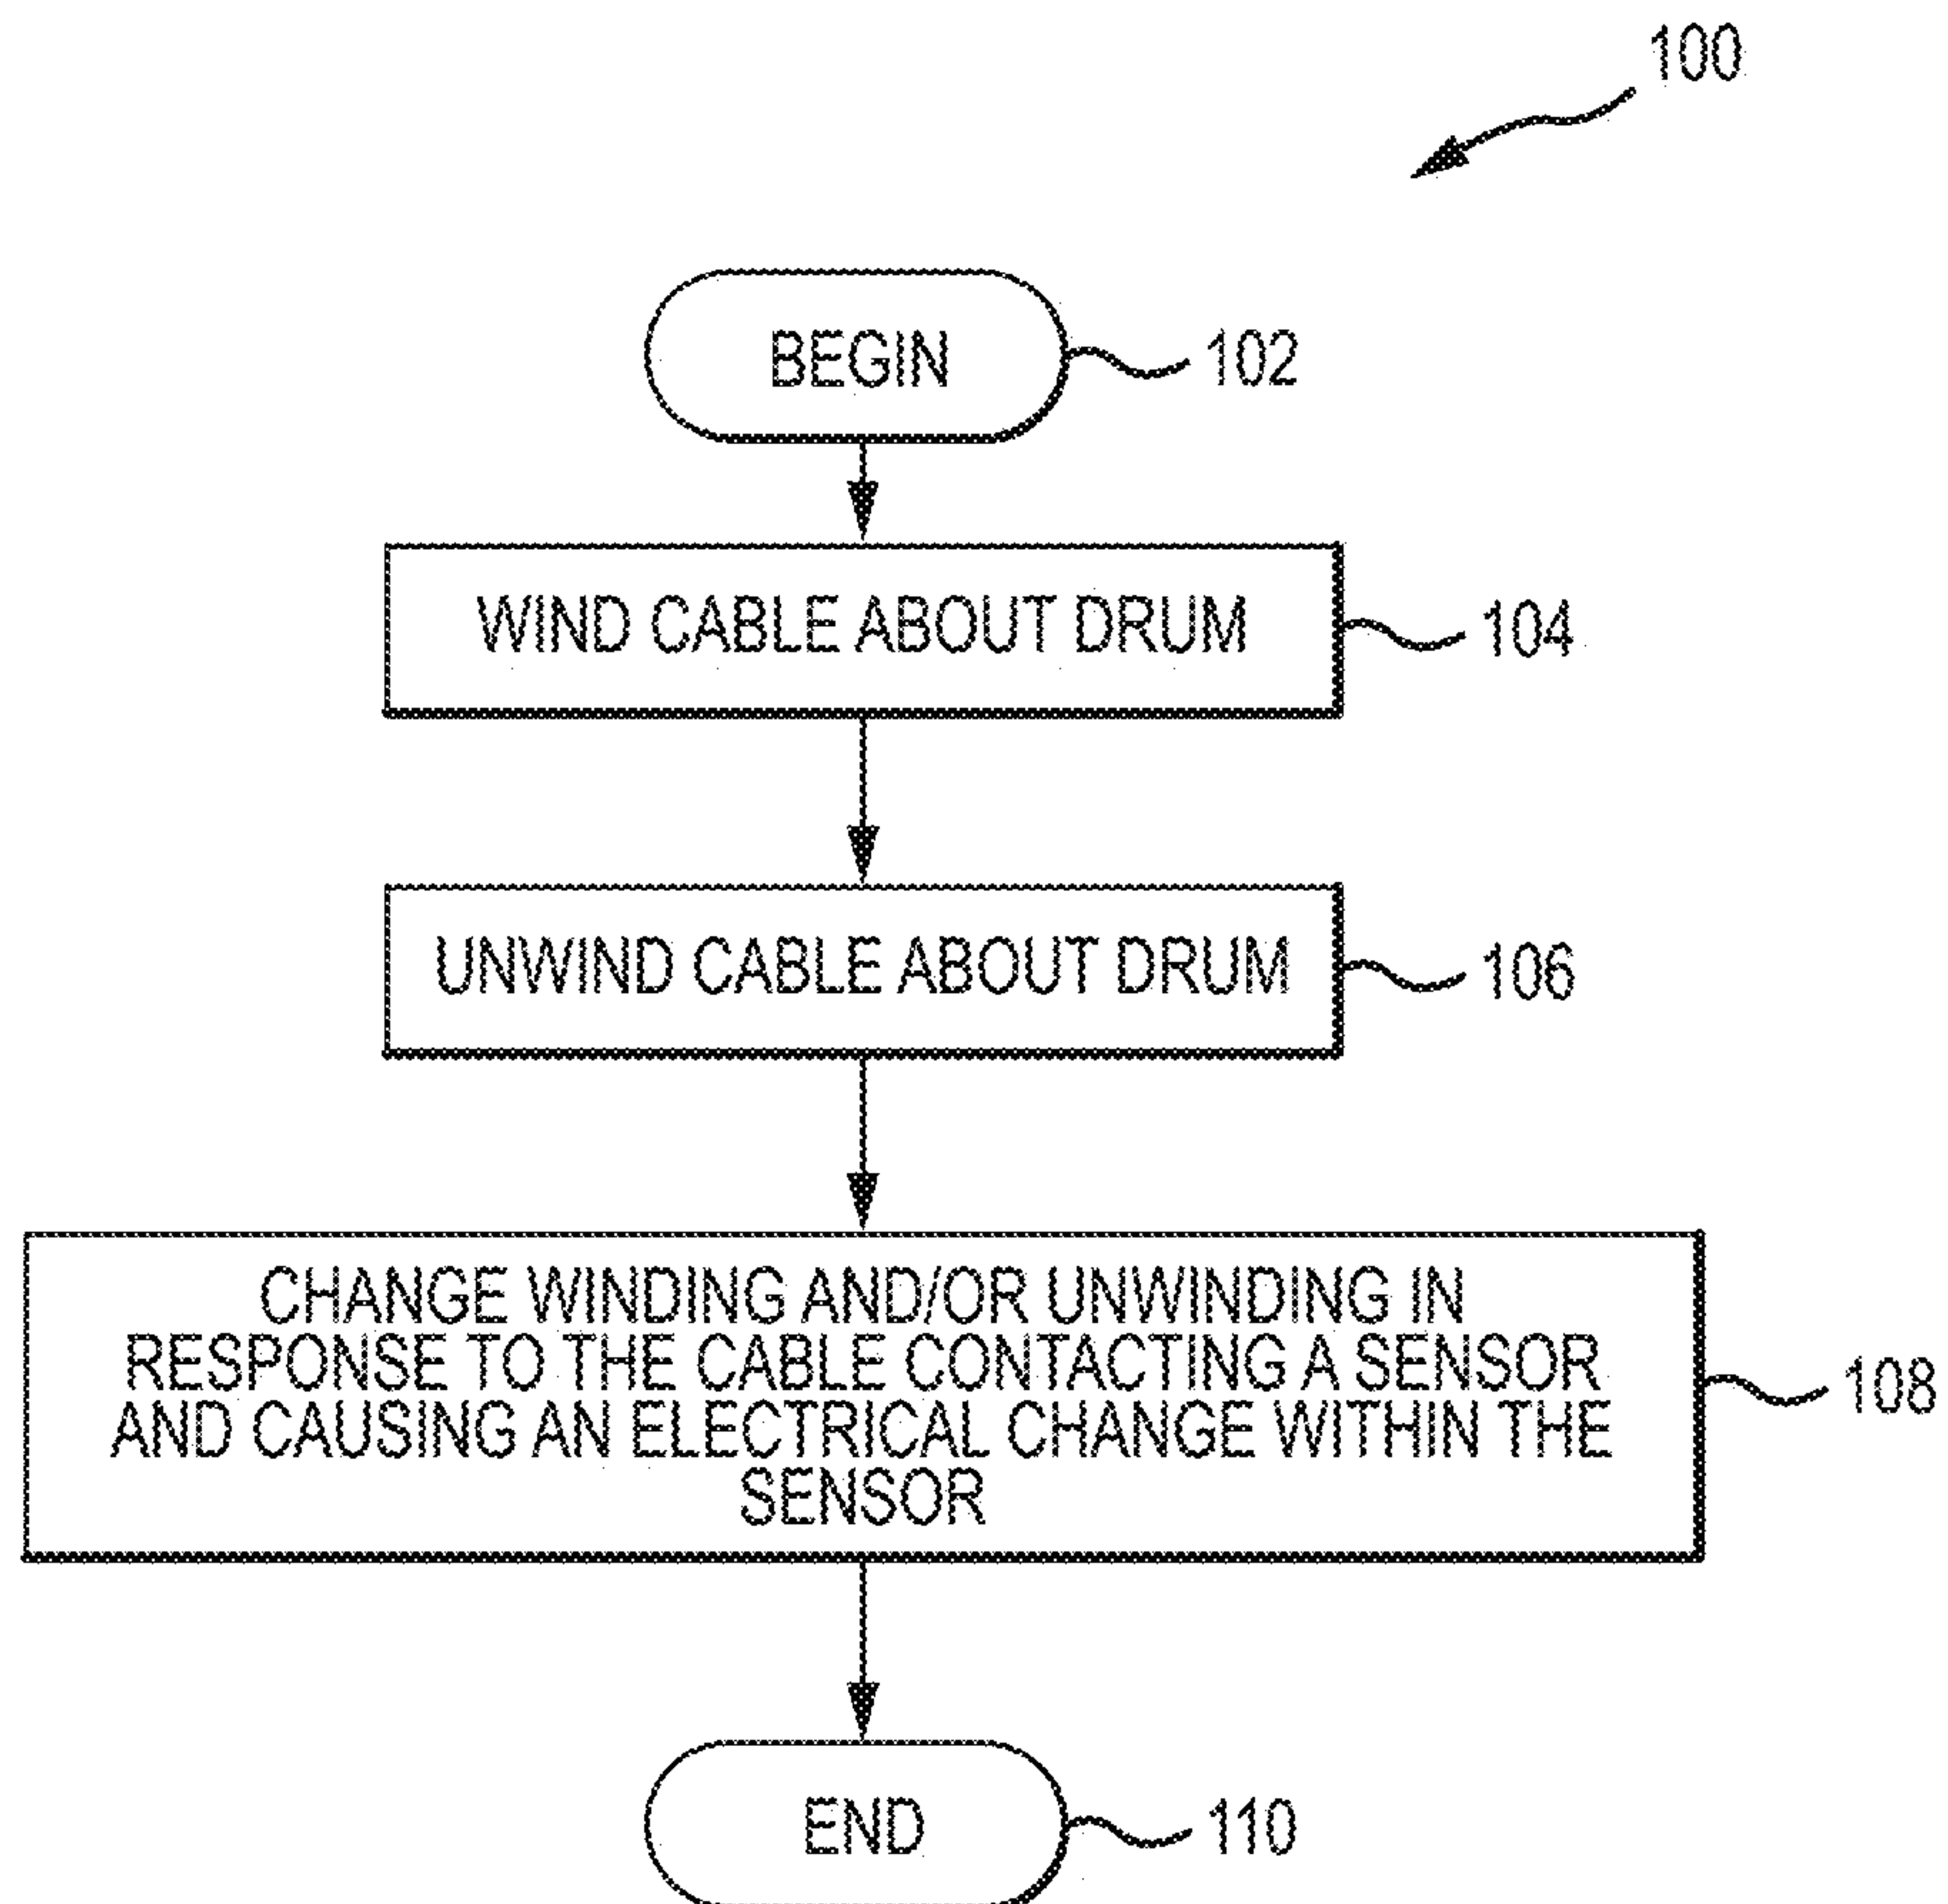 100
BEGIN
102
WIND CABLE ABOUT DRUM
104
UNWIND CABLE ABOUT DRUM
106
CHANGE WINDING AND/OR UNWINDING IN
RESPONSE TO THE CABLE CONTACTING A SENSOR
AND CAUSING AN ELECTRICAL CHANGE WITHIN THE
SENSOR
108
END
110